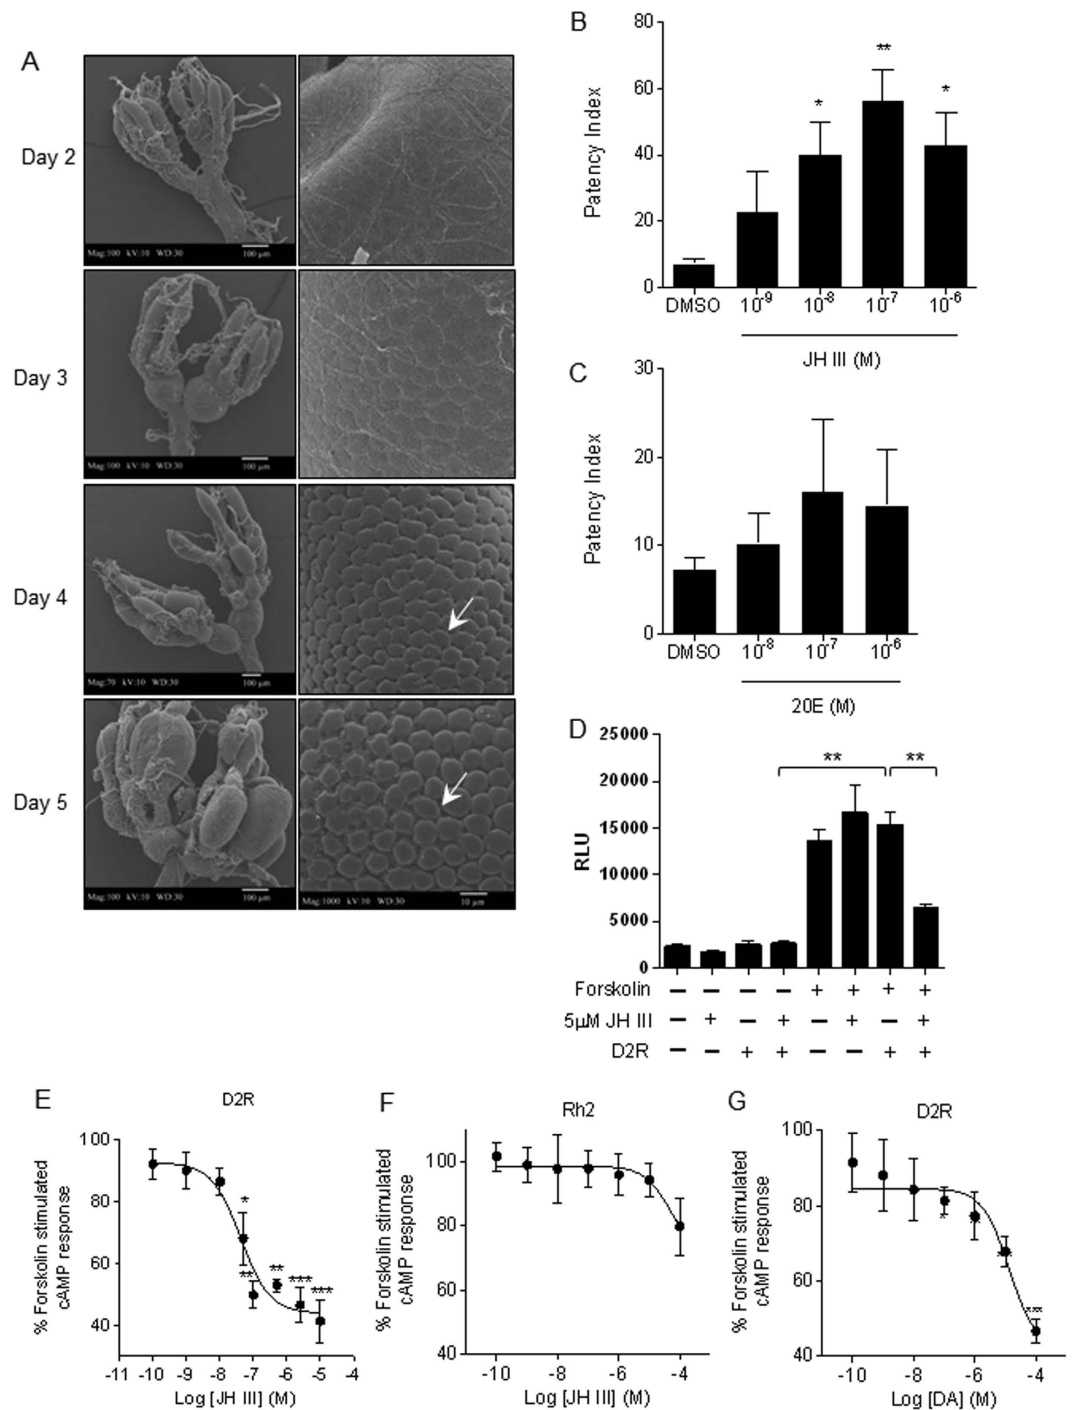 A
Day 2
Mag:100 kV:10 WD:30 100 µm
Day 3
Mag:100 kV:10 WD:30 100 µm
Day 4
Mag:70 kV:10 WD:30 100 µm
Day 5
Mag:100 kV:10 WD:30 100 µm
Mag:1000 kV:10 WD:30 10 µm
B
Patency Index
80
60
40
20
0
* ** *
DMSO 10-9 10-8 10-7 10-6
JH III (M)
C
Patency Index
30
20
10
0
DMSO 10-8 10-7 10-6
20E (M)
D
RLU
25000
20000
15000
10000
5000
0
** **
Forskolin – – – – + + + +
5µM JH III – + – + – + – +
D2R – – + + – – + +
E
D2R
% Forskolin stimulated
cAMP response
100
80
60
40
* ** ** *** ***
-11 -10 -9 -8 -7 -6 -5 -4
Log [JH III] (M)
F
Rh2
% Forskolin stimulated
cAMP response
100
80
60
40
-10 -8 -6 -4
Log [JH III] (M)
G
D2R
% Forskolin stimulated
cAMP response
100
80
60
40
***
-10 -8 -6 -4
Log [DA] (M)